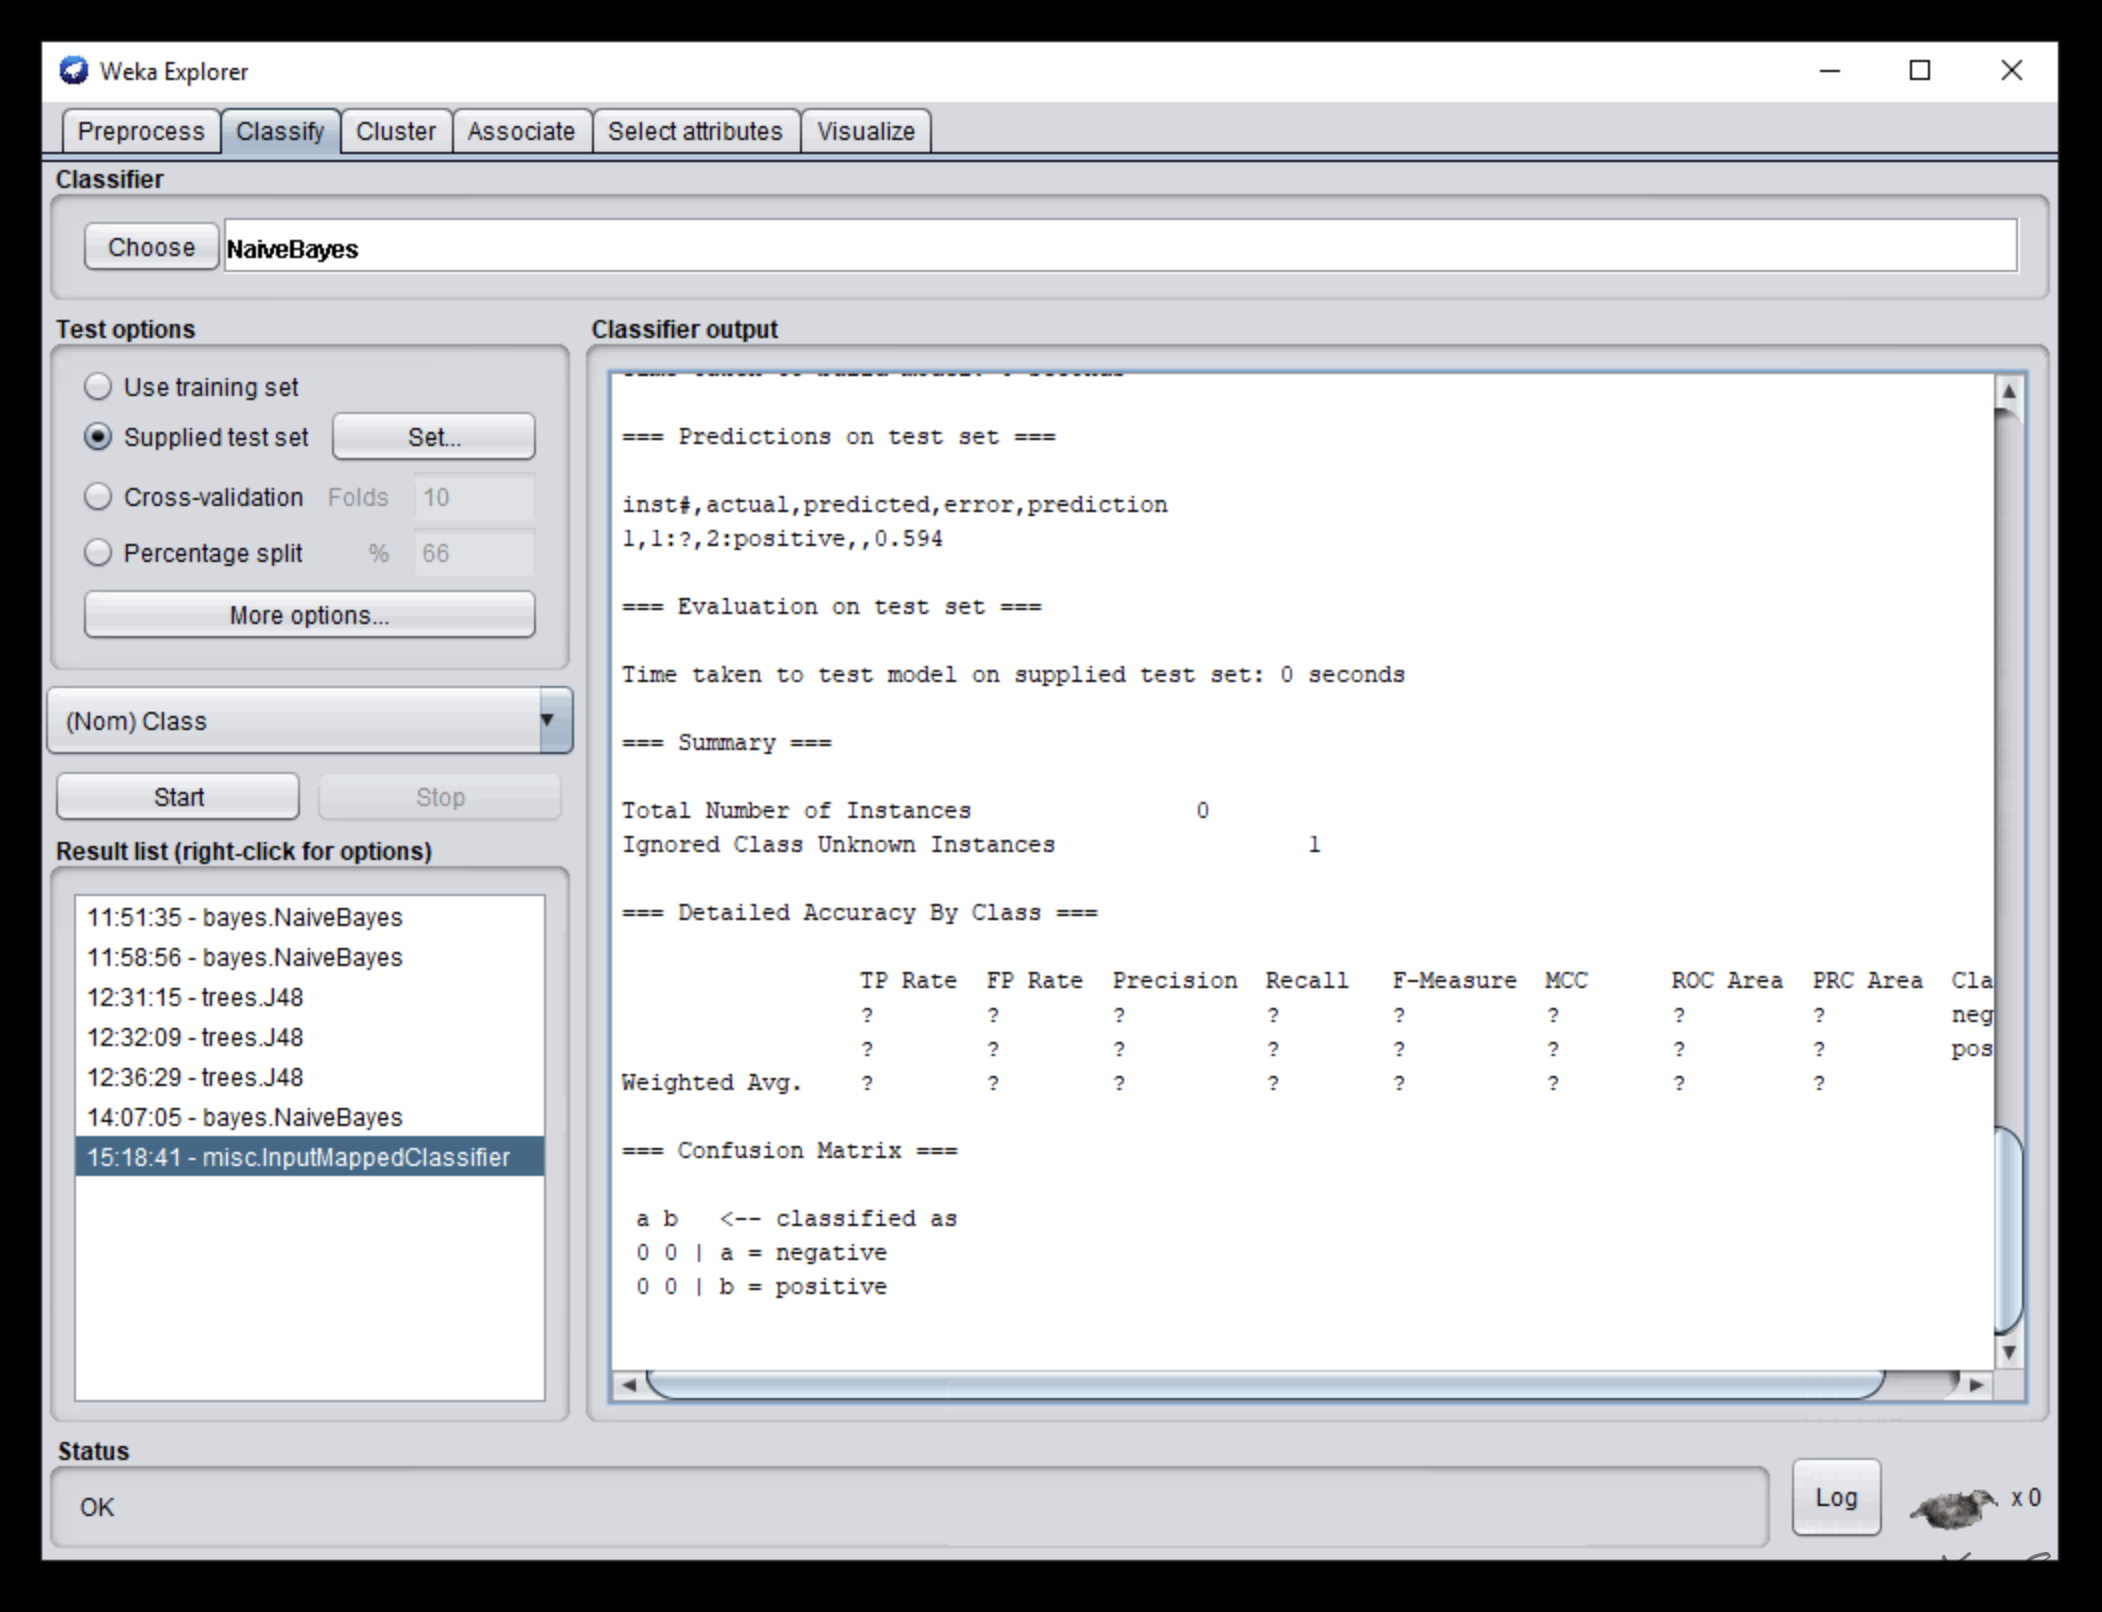 Weka Explorer
Preprocess Classify Cluster Associate Select attributes Visualize
Classifier
Choose NaiveBayes
Test options
Use training set
Supplied test set Set...
Cross-validation Folds 10
Percentage split % 66
More options...
(Nom) Class
Start Stop
Result list (right-click for options)
11:51:35 - bayes.NaiveBayes
11:58:56 - bayes.NaiveBayes
12:31:15 - trees.J48
12:32:09 - trees.J48
12:36:29 - trees.J48
14:07:05 - bayes.NaiveBayes
15:18:41 - misc.InputMappedClassifier
Classifier output
=== Predictions on test set ===
inst#,actual,predicted,error,prediction
1,1:?,2:positive,,0.594
=== Evaluation on test set ===
Time taken to test model on supplied test set: 0 seconds
=== Summary ===
Total Number of Instances 0
Ignored Class Unknown Instances 1
=== Detailed Accuracy By Class ===
TP Rate FP Rate Precision Recall F-Measure MCC ROC Area PRC Area Cla
? ? ? ? ? ? ? ? neg
? ? ? ? ? ? ? ? pos
Weighted Avg. ? ? ? ? ? ? ? ?
=== Confusion Matrix ===
a b <-- classified as
0 0 | a = negative
0 0 | b = positive
Status
OK
Log x 0